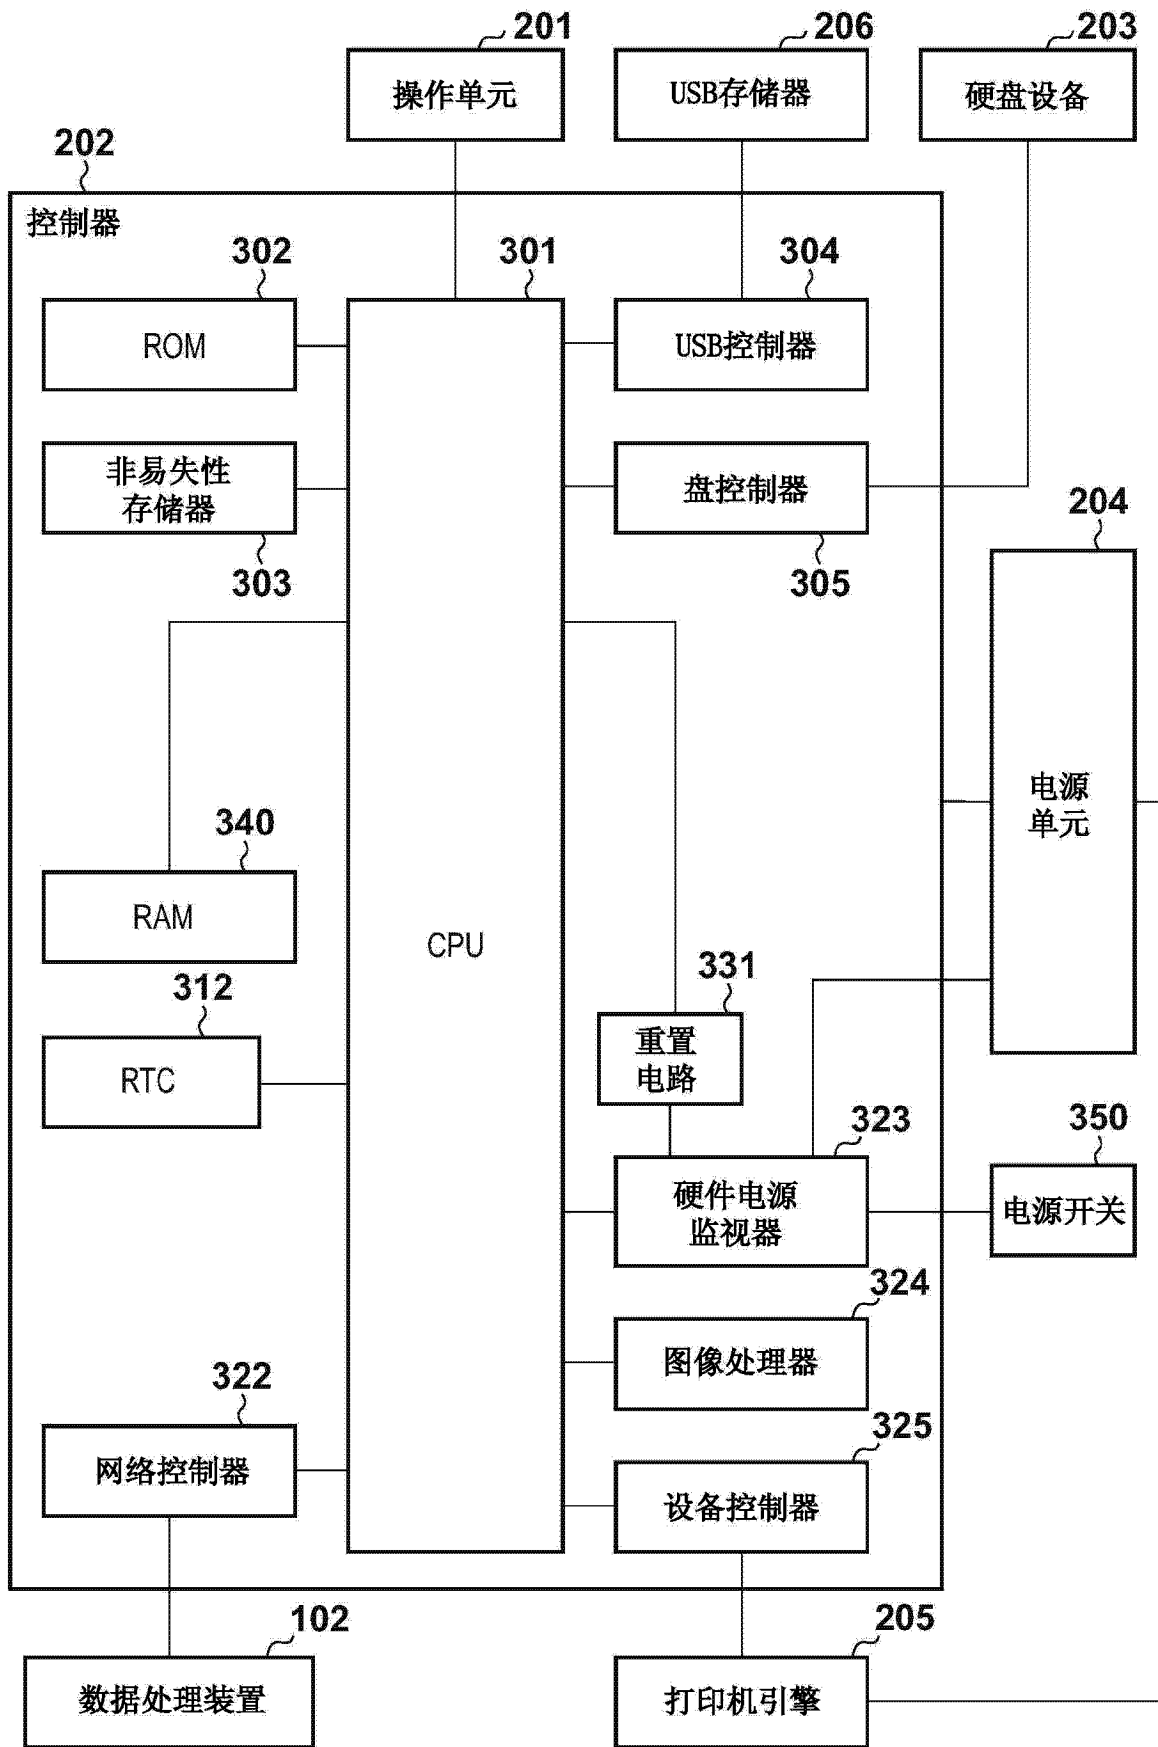 201
206
203
操作单元
USB存储器
硬盘设备
202
控制器
302
301
304
ROM
USB控制器
非易失性
存储器
盘控制器
303
305
204
电源
单元
340
RAM
CPU
331
312
重置
电路
RTC
323
350
硬件电源
监视器
电源开关
324
图像处理器
322
325
网络控制器
设备控制器
102
205
数据处理装置
打印机引擎